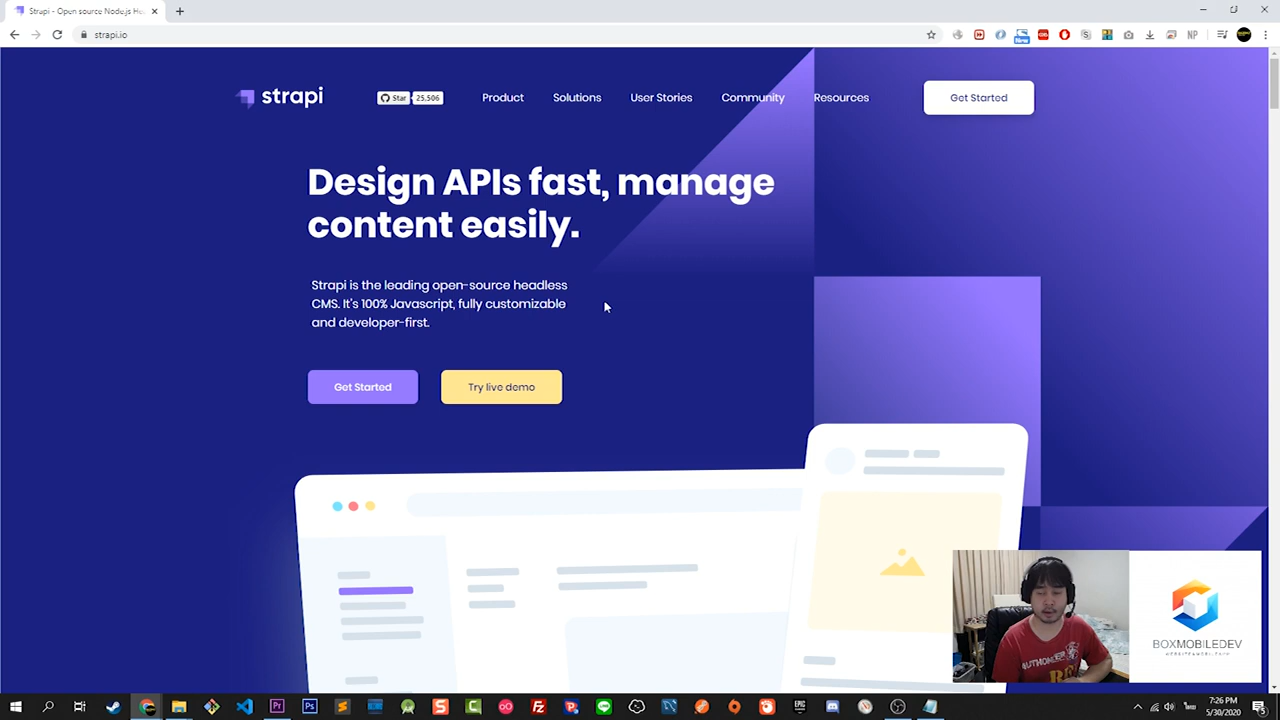 Strapi - Open source Node.js He
strapi.io
New
NP
strapi
Star
25,506
Product
Solutions
User Stories
Community
Resources
Get Started
Design APIs fast, manage
content easily.
Strapi is the leading open-source headless
CMS. It's 100% Javascript, fully customizable
and developer-first.
Get Started
Try live demo
BOXMOBILEDEV
7:26 PM
5/30/2020